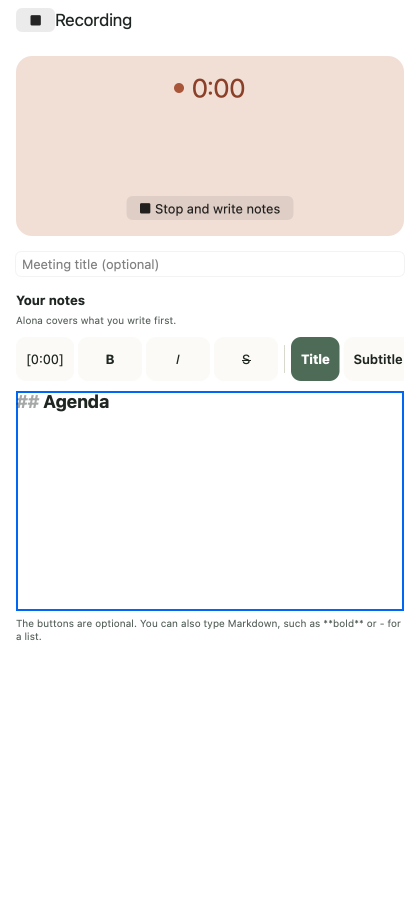 Recording
0:00
Stop and write notes
Meeting title (optional)
Your notes
Alona covers what you write first.
[0:00] B I S Title Subtitle
## Agenda
The buttons are optional. You can also type Markdown, such as **bold** or - for
a list.